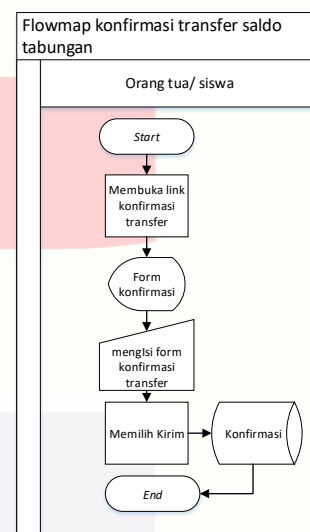 Flowmap konfirmasi transfer saldo
tabungan
Orang tua/ siswa
Start
Membuka link
konfirmasi
transfer
Form
konfirmasi
mengIsi form
konfirmasi
transfer
Memilih Kirim
Konfirmasi
End